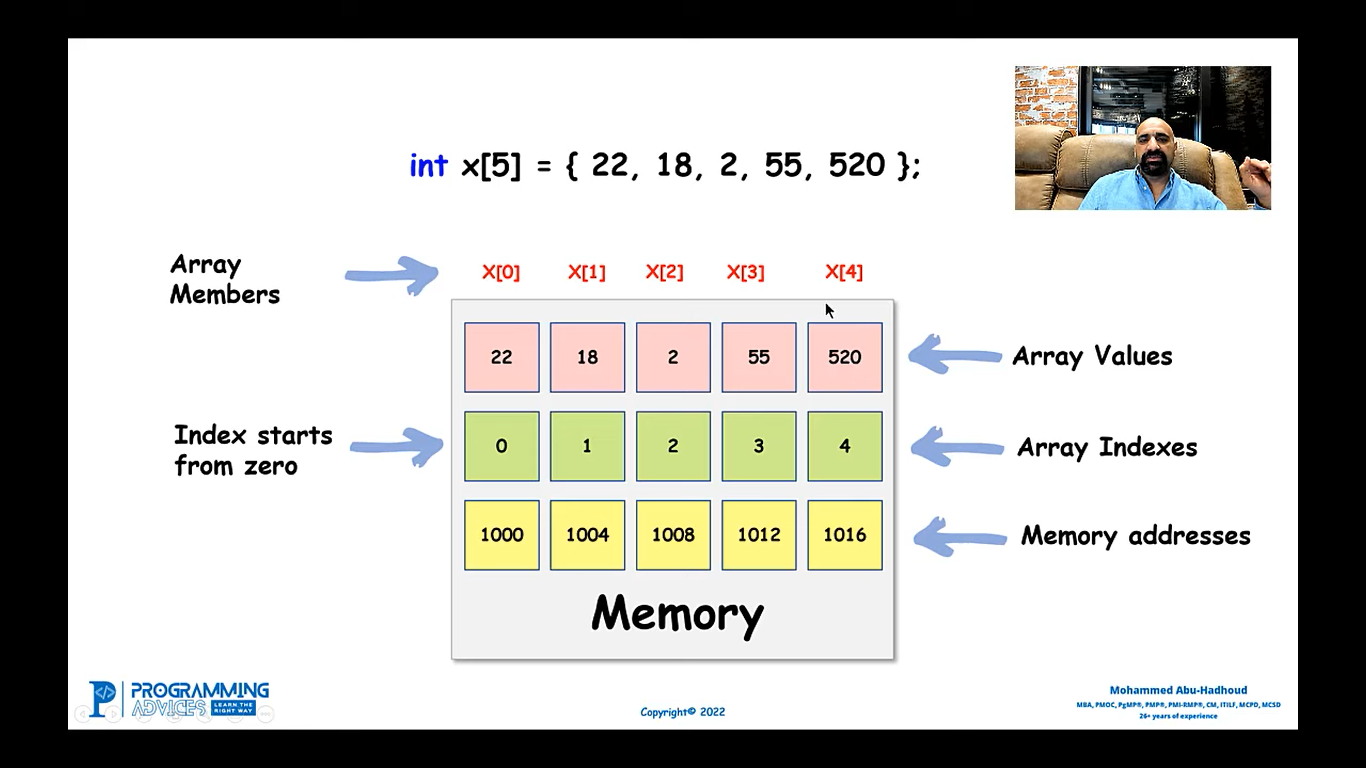 int x[5] = { 22, 18, 2, 55, 520 };
Array
Members
X[0] X[1] X[2] X[3] X[4]
22 18 2 55 520
Array Values
Index starts
from zero
0 1 2 3 4
Array Indexes
1000 1004 1008 1012 1016
Memory addresses
Memory
P </> PROGRAMMING
ADVICES LEARN THE
RIGHT WAY
Copyright© 2022
Mohammed Abu-Hadhoud
MBA, PMOC, PgMP®, PMP®, PMI-RMP®, CM, ITILF, MCPD, MCSD
26+ years of experience